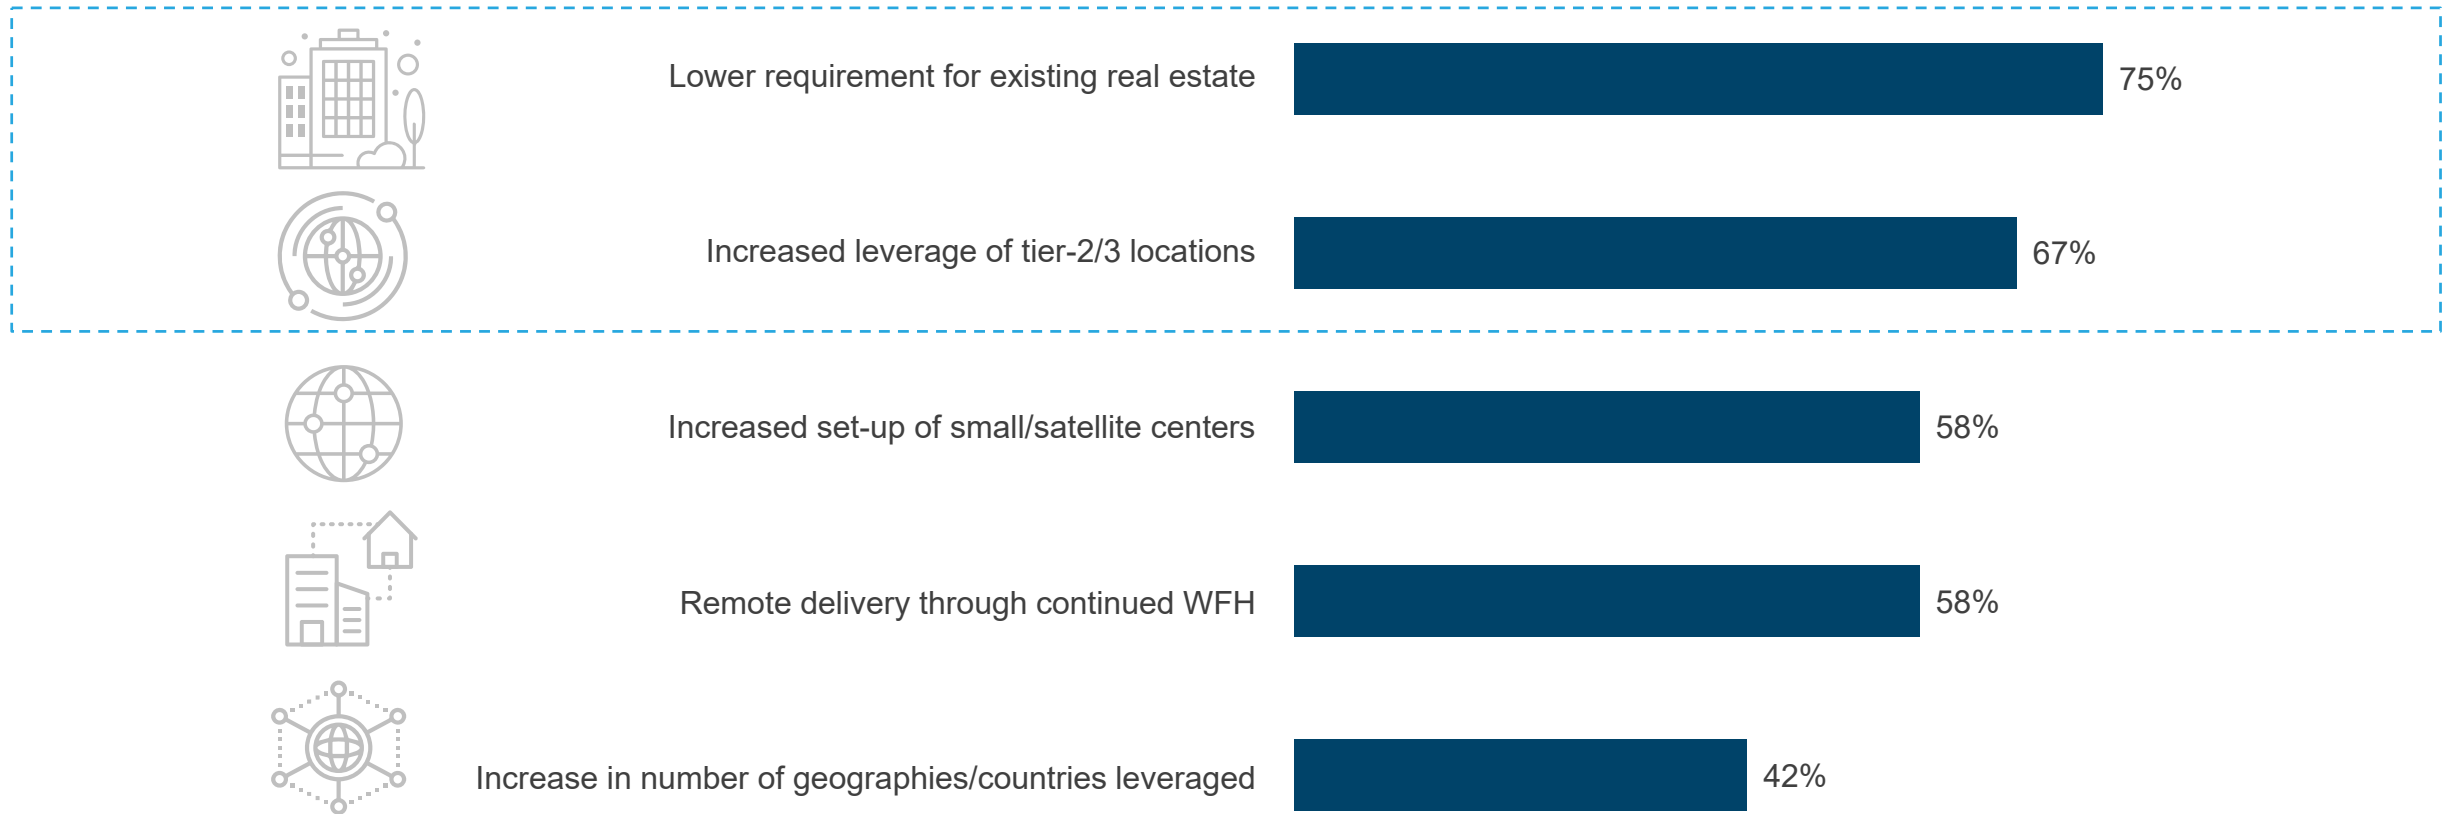 Lower requirement for existing real estate 75%
Increased leverage of tier-2/3 locations 67%
Increased set-up of small/satellite centers 58%
Remote delivery through continued WFH 58%
Increase in number of geographies/countries leveraged 42%